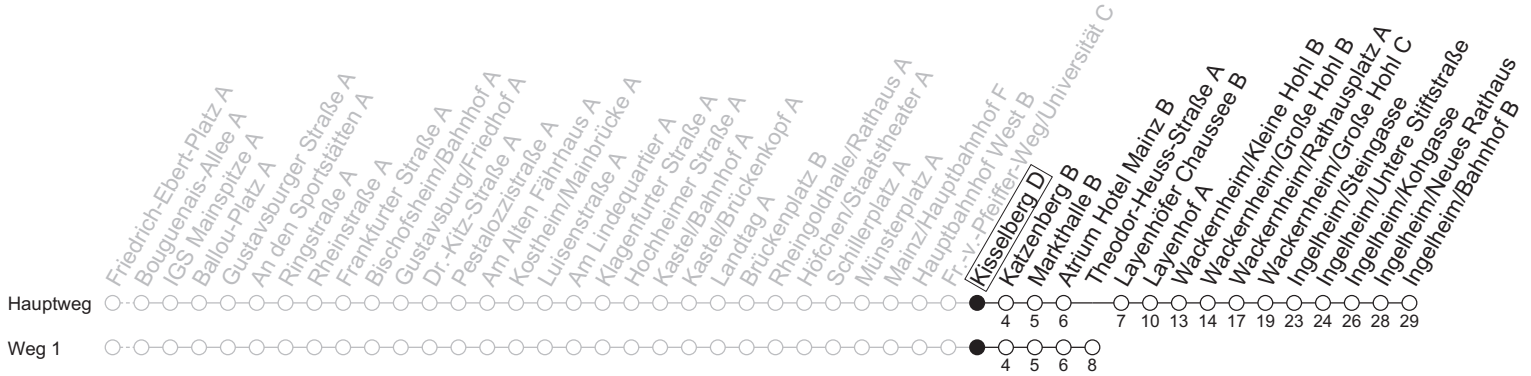 Friedrich-Ebert-Platz A
Bouguenais-Allee A
IGS Mainspitze A
Ballou-Platz A
Gustavsburger Straße A
An den Sportstätten A
Ringstraße A
Rheinstraße A
Frankfurter Straße A
Bischofsheim/Bahnhof A
Gustavsburg/Friedhof A
Dr.-Kitz-Straße A
Pestalozzistraße A
Am Alten Fährhaus A
Kostheim/Mainbrücke A
Luisenstraße A
Am Lindequartier A
Klagenfurter Straße A
Hochheimer Straße A
Kastel/Bahnhof A
Kastel/Brückenkopf A
Landtag A
Brückenplatz B
Rheingoldhalle/Rathaus A
Höfchen/Staatstheater A
Schillerplatz A
Münsterplatz A
Mainz/Hauptbahnhof F
Hauptbahnhof West B
Fr.-v.-Pfeiffer-Weg/Universität C
Kisselberg D
Katzenberg B
Markthalle B
Atrium Hotel Mainz B
Theodor-Heuss-Straße A
Layenhöfer Chaussee B
Layenhof A
Wackernheim/Kleine Hohl B
Wackernheim/Große Hohl B
Wackernheim/Rathausplatz A
Wackernheim/Große Hohl C
Ingelheim/Steingasse
Ingelheim/Untere Stiftstraße
Ingelheim/Rohgasse
Ingelheim/Neues Rathaus
Ingelheim/Bahnhof B
Hauptweg
4 5 6 7 10 13 14 17 19 23 24 26 28 29
Weg 1
4 5 6 8